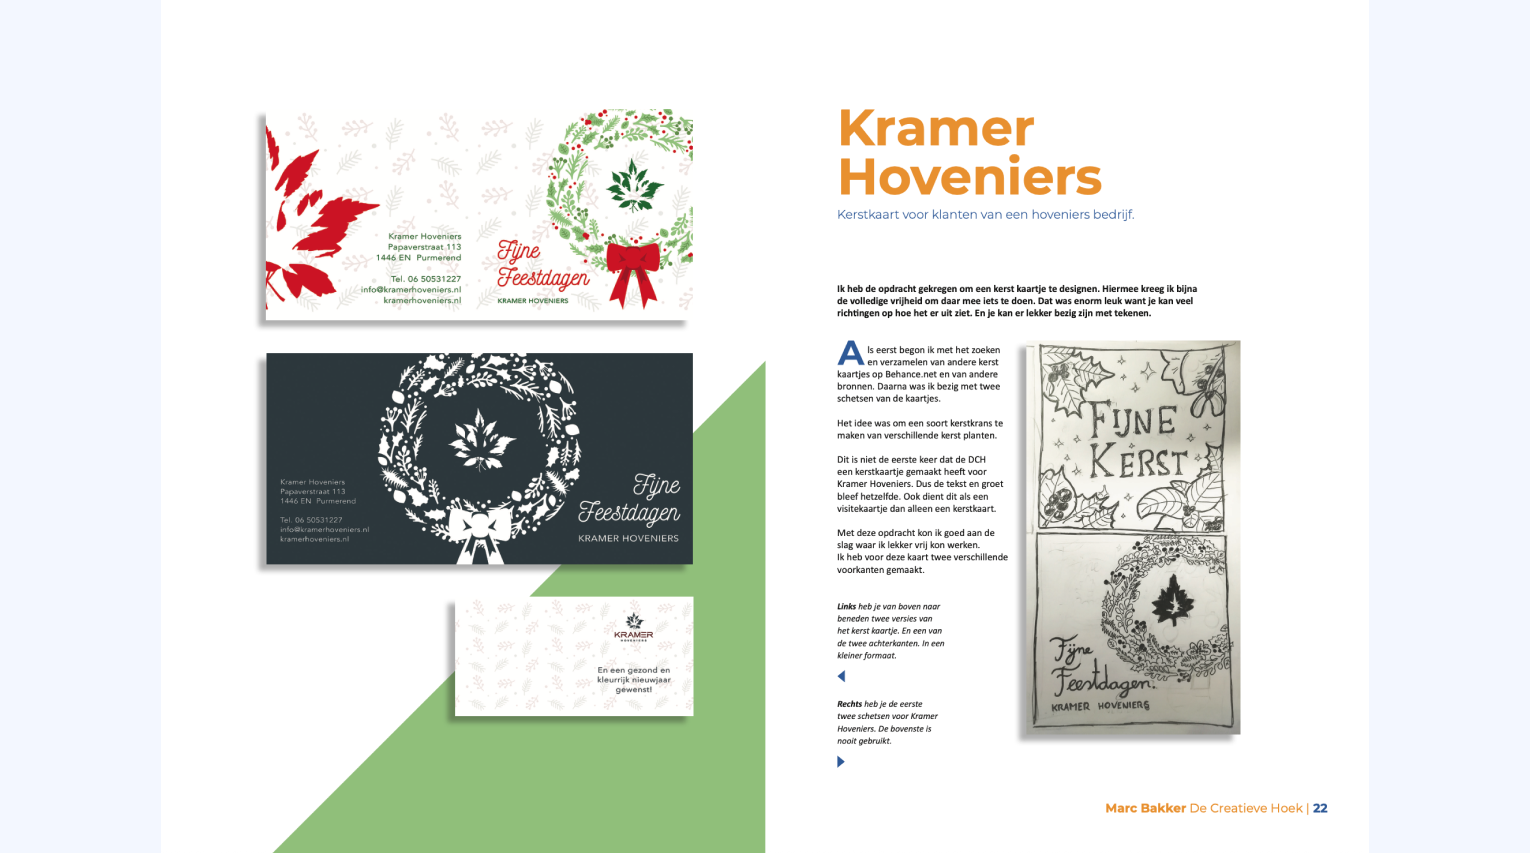 Kramer Hoveniers
Papaverstraat 113
1446 EN Purmerend
Tel. 06 50531227
info@kramerhoveniers.nl
kramerhoveniers.nl
Fijne
Feestdagen
KRAMER HOVENIERS
Kramer Hoveniers
Papaverstraat 113
1446 EN Purmerend
Tel. 06 50531227
info@kramerhoveniers.nl
kramerhoveniers.nl
Fijne
Feestdagen
KRAMER HOVENIERS
KRAMER
HOVENIERS
En een gezond en
kleurrijk nieuwjaar
gewenst!
Kramer
Hoveniers
Kerstkaart voor klanten van een hoveniers bedrijf.
Ik heb de opdracht gekregen om een kerst kaartje te designen. Hiermee kreeg ik bijna
de volledige vrijheid om daar mee iets te doen. Dat was enorm leuk want je kan veel
richtingen op hoe het er uit ziet. En je kan er lekker bezig zijn met tekenen.
Als eerst begon ik met het zoeken
en verzamelen van andere kerst
kaartjes op Behance.net en van andere
bronnen. Daarna was ik bezig met twee
schetsen van de kaartjes.
Het idee was om een soort kerstkrans te
maken van verschillende kerst planten.
Dit is niet de eerste keer dat de DCH
een kerstkaartje gemaakt heeft voor
Kramer Hoveniers. Dus de tekst en groet
bleef hetzelfde. Ook dient dit als een
visitekaartje dan alleen een kerstkaart.
Met deze opdracht kon ik goed aan de
slag waar ik lekker vrij kon werken.
Ik heb voor deze kaart twee verschillende
voorkanten gemaakt.
Links heb je van boven naar
beneden twee versies van
het kerst kaartje. En een van
de twee achterkanten. In een
kleiner formaat.
Rechts heb je de eerste
twee schetsen voor Kramer
Hoveniers. De bovenste is
nooit gebruikt.
FIJNE
KERST
Fijne
Feestdagen.
KRAMER HOVENIERS
Marc Bakker De Creatieve Hoek | 22